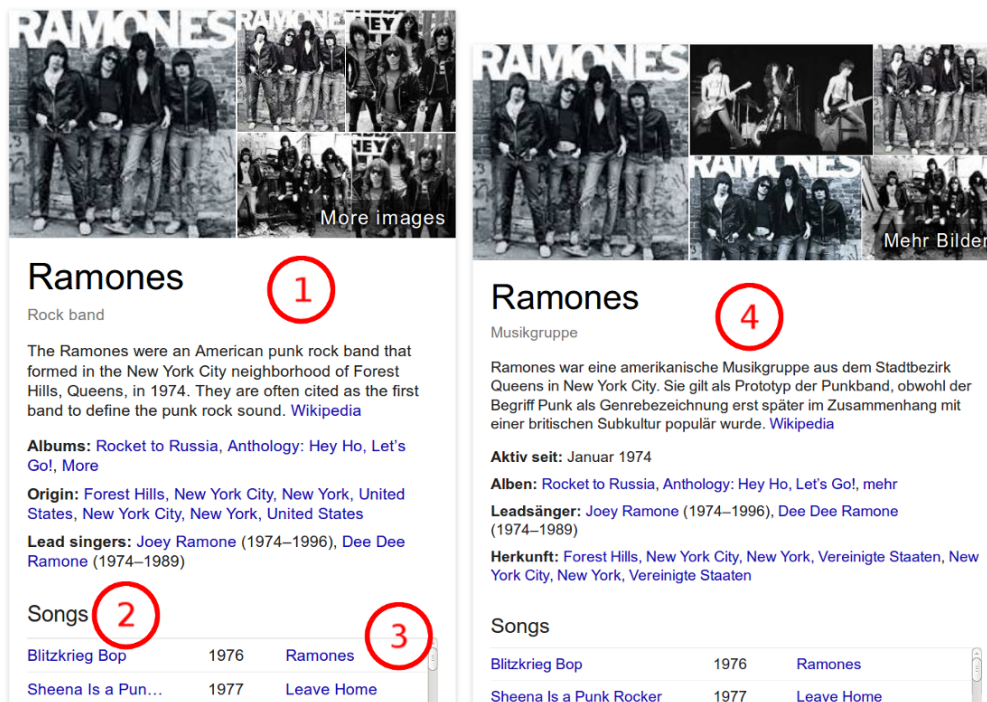 RAMONES
RAMONES
HEY
HEY
More images
Ramones
1
Rock band
The Ramones were an American punk rock band that
formed in the New York City neighborhood of Forest
Hills, Queens, in 1974. They are often cited as the first
band to define the punk rock sound. Wikipedia
Albums: Rocket to Russia, Anthology: Hey Ho, Let's
Go!, More
Origin: Forest Hills, New York City, New York, United
States, New York City, New York, United States
Lead singers: Joey Ramone (1974–1996), Dee Dee
Ramone (1974–1989)
Songs
2
3
Blitzkrieg Bop 1976 Ramones
Sheena Is a Pun… 1977 Leave Home
RAMONES
RAMONES
Mehr Bilder
Ramones
4
Musikgruppe
Ramones war eine amerikanische Musikgruppe aus dem Stadtbezirk
Queens in New York City. Sie gilt als Prototyp der Punkband, obwohl der
Begriff Punk als Genrebezeichnung erst später im Zusammenhang mit
einer britischen Subkultur populär wurde. Wikipedia
Aktiv seit: Januar 1974
Alben: Rocket to Russia, Anthology: Hey Ho, Let's Go!, mehr
Leadsänger: Joey Ramone (1974–1996), Dee Dee Ramone
(1974–1989)
Herkunft: Forest Hills, New York City, New York, Vereinigte Staaten, New
York City, New York, Vereinigte Staaten
Songs
Blitzkrieg Bop 1976 Ramones
Sheena Is a Punk Rocker 1977 Leave Home